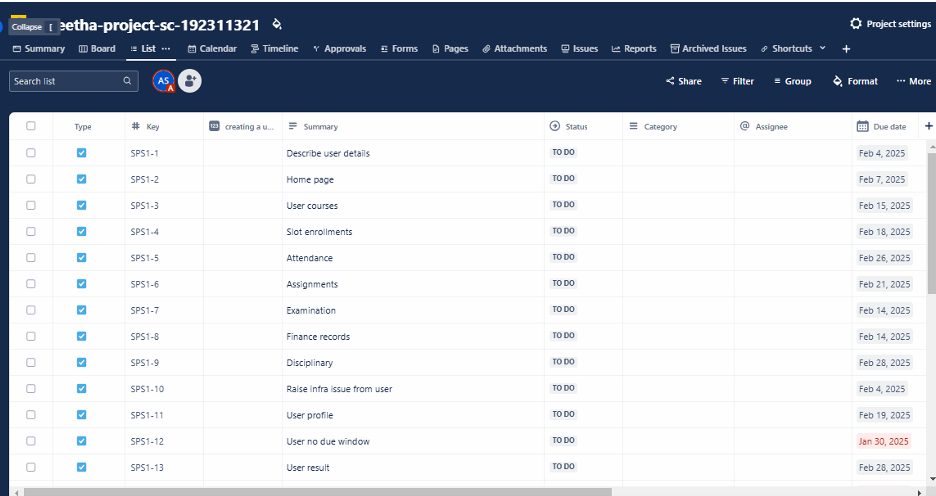 Collapse [ eetha-project-sc-192311321
Project settings
Summary Board List ... Calendar Timeline Approvals Forms Pages Attachments Issues Reports Archived Issues Shortcuts +
Search list AS A Share Filter Group Format ... More
Type # Key 123 creating a u... Summary Status Category @ Assignee Due date +
SPS1-1 Describe user details TO DO Feb 4, 2025
SPS1-2 Home page TO DO Feb 7, 2025
SPS1-3 User courses TO DO Feb 15, 2025
SPS1-4 Slot enrollments TO DO Feb 18, 2025
SPS1-5 Attendance TO DO Feb 26, 2025
SPS1-6 Assignments TO DO Feb 21, 2025
SPS1-7 Examination TO DO Feb 14, 2025
SPS1-8 Finance records TO DO Feb 14, 2025
SPS1-9 Disciplinary TO DO Feb 28, 2025
SPS1-10 Raise infra issue from user TO DO Feb 4, 2025
SPS1-11 User profile TO DO Feb 19, 2025
SPS1-12 User no due window TO DO Jan 30, 2025
SPS1-13 User result TO DO Feb 28, 2025